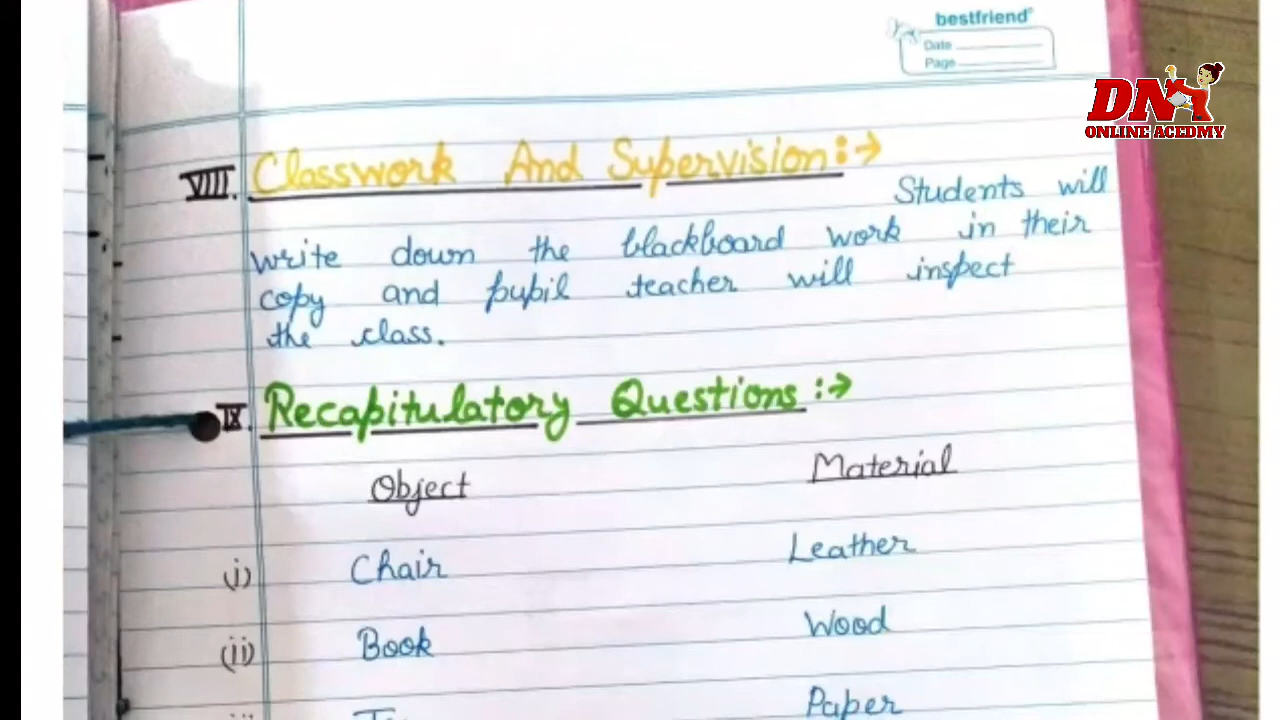 bestfriend
Date
Page
DN
ONLINE ACEDMY
VIII. Classwork And Supervision:→
Students will
write down the blackboard work in their
copy and pupil teacher will inspect
the class.
IX. Recapitulatory Questions:→
Object Material
(i) Chair Leather
(ii) Book Wood
Paper